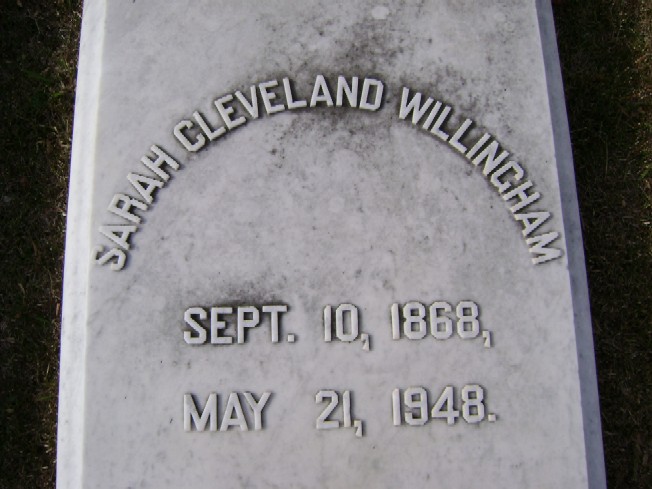 SARAH CLEVELAND WILLINGHAM
SEPT. 10, 1868,
MAY 21, 1948.